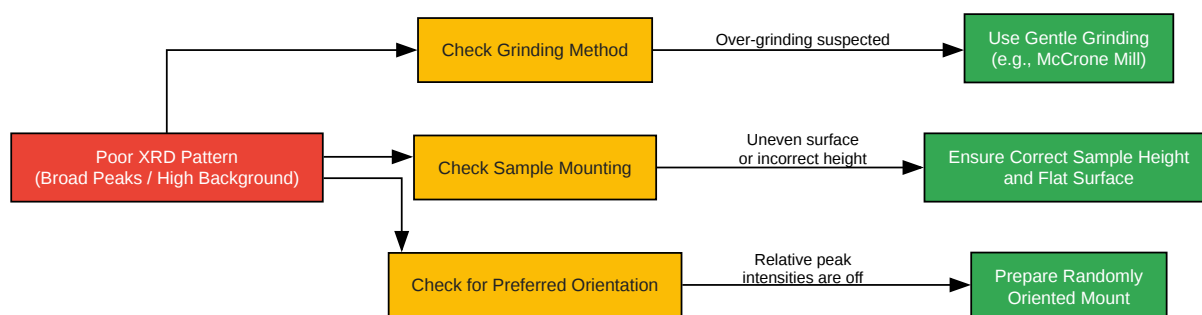 Check Grinding Method
Over-grinding suspected
Use Gentle Grinding
(e.g., McCrone Mill)
Poor XRD Pattern
(Broad Peaks / High Background)
Check Sample Mounting
Uneven surface
or incorrect height
Ensure Correct Sample Height
and Flat Surface
Check for Preferred Orientation
Relative peak
intensities are off
Prepare Randomly
Oriented Mount